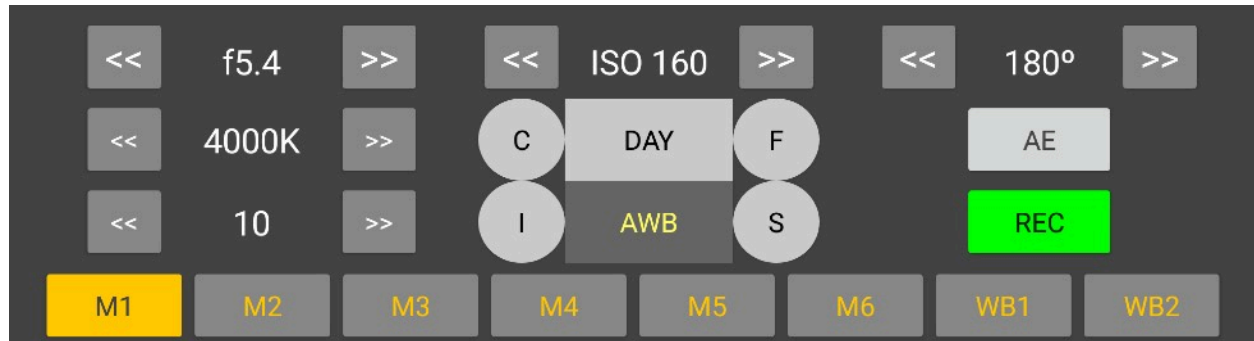 << f5.4 >> << ISO 160 >> << 180º >>
<< 4000K >> C DAY F AE
<< 10 >> I AWB S REC
M1 M2 M3 M4 M5 M6 WB1 WB2